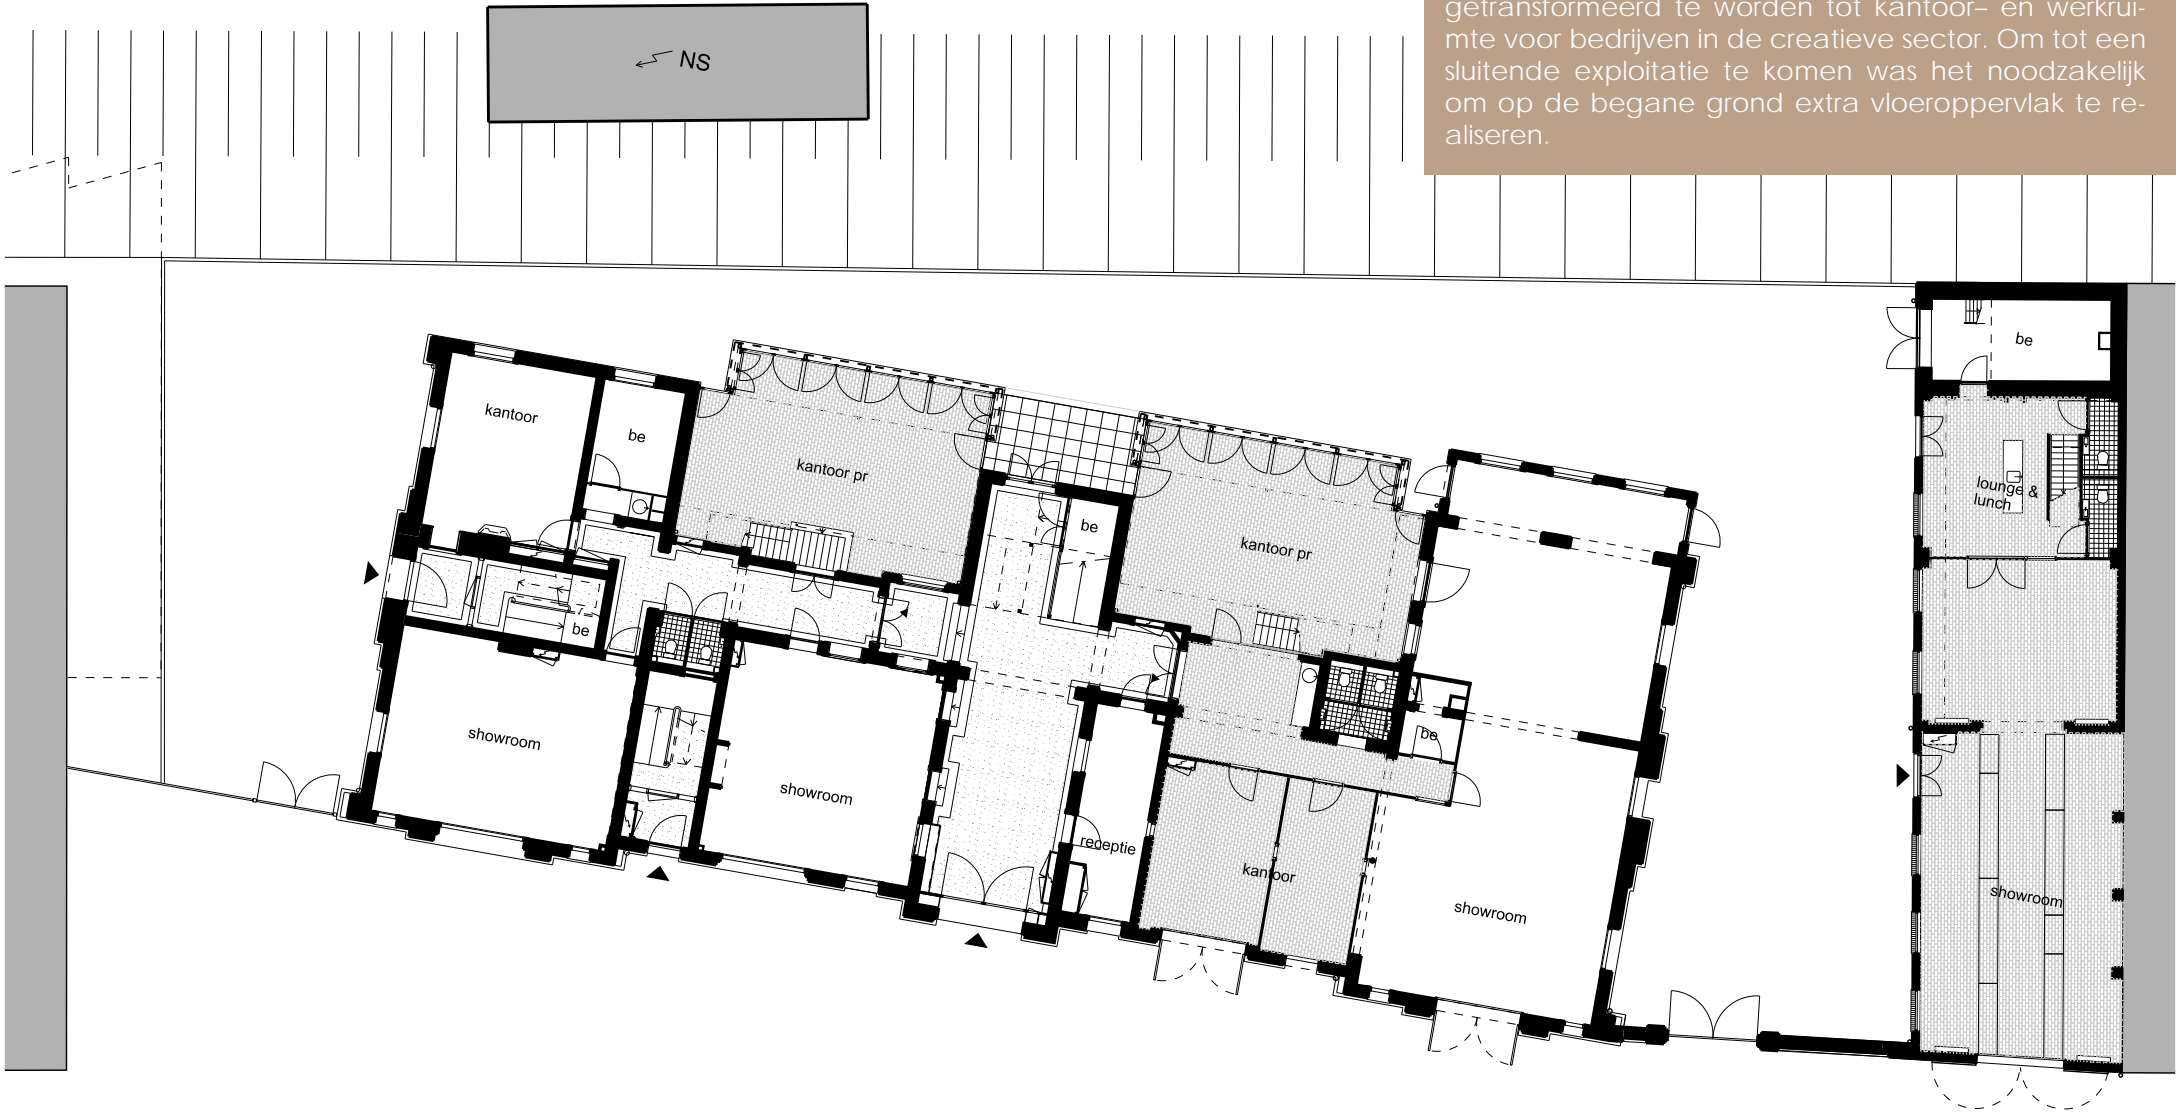 getransformeerd te worden tot kantoor– en werkrui-
mte voor bedrijven in de creatieve sector. Om tot een
sluitende exploitatie te komen was het noodzakelijk
om op de begane grond extra vloeroppervlak te re-
aliseren.
NS
be
kantoor
be
kantoor pr
lounge &
lunch
be
kantoor pr
be
showroom
be
showroom
receptie
kantoor
showroom
showroom